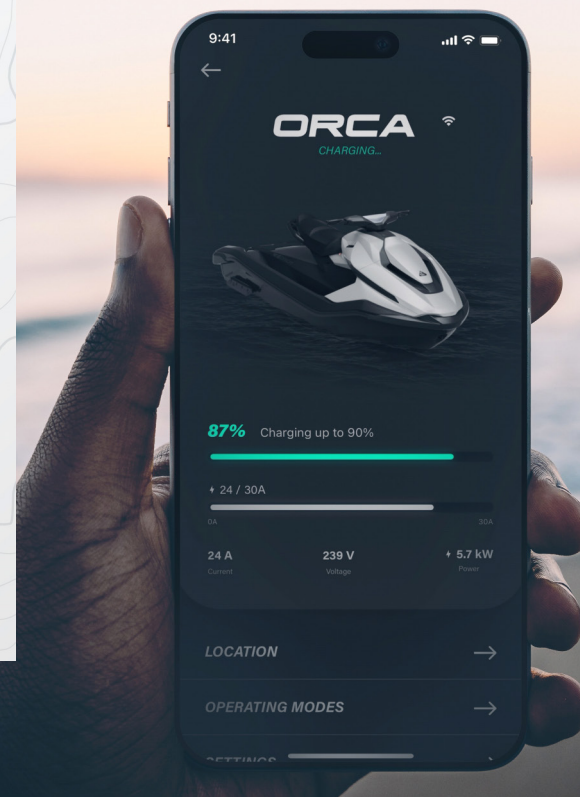 9:41
ORCA
CHARGING...
87% Charging up to 90%
24 / 30A
0A 30A
24 A 239 V 5.7 kW
Current Voltage Power
LOCATION
OPERATING MODES
SETTINGS